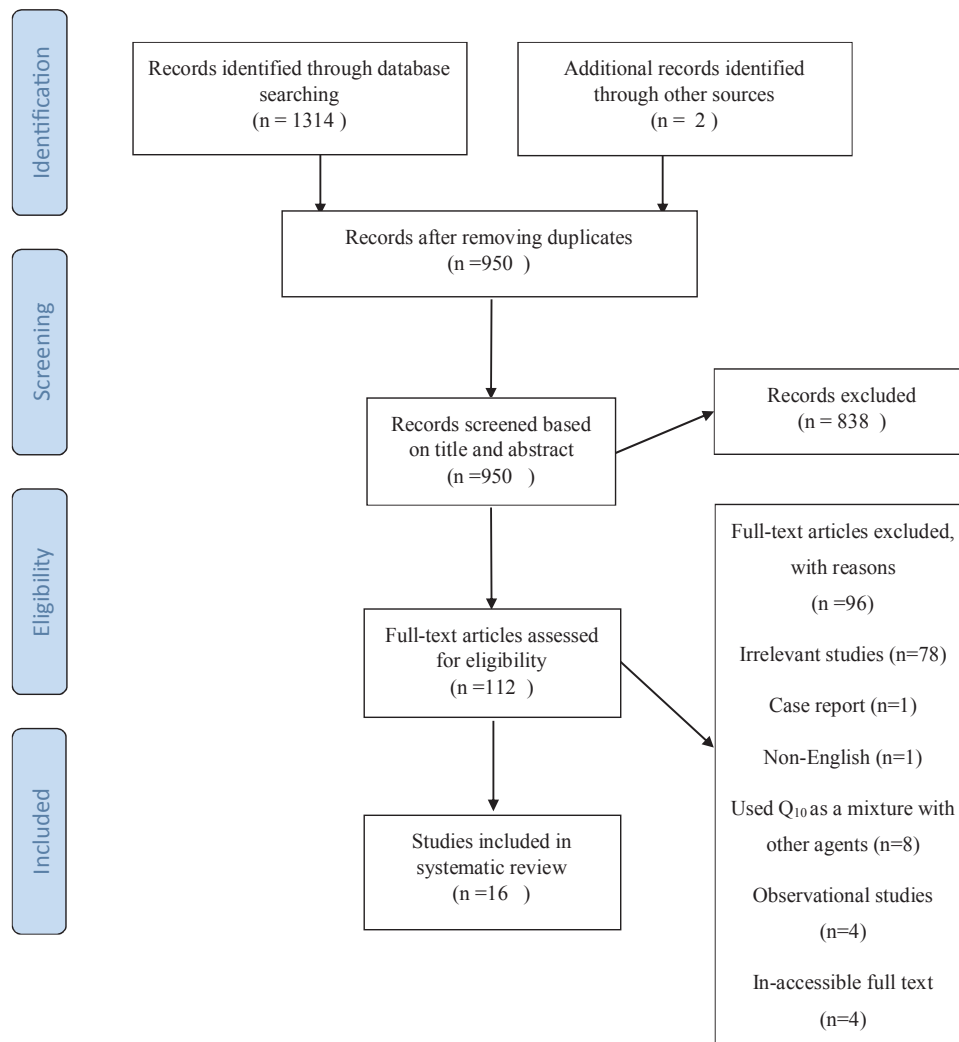 Identification
Records identified through database
searching
(n = 1314 )
Additional records identified
through other sources
(n = 2 )
Records after removing duplicates
(n =950 )
Screening
Records screened based
on title and abstract
(n =950 )
Records excluded
(n = 838 )
Eligibility
Full-text articles assessed
for eligibility
(n =112 )
Full-text articles excluded,
with reasons
(n =96)
Irrelevant studies (n=78)
Case report (n=1)
Non-English (n=1)
Used Q₁₀ as a mixture with
other agents (n=8)
Observational studies
(n=4)
In-accessible full text
(n=4)
Included
Studies included in
systematic review
(n =16 )